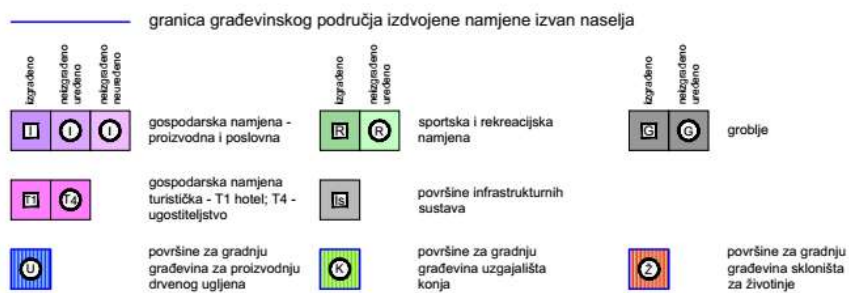 granica građevinskog područja izdvojene namjene izvan naselja
izgrađeno
neizgrađeno
uređeno
neizgrađeno
neuređeno
I
I
I
gospodarska namjena -
proizvodna i poslovna
izgrađeno
neizgrađeno
uređeno
R
R
sportska i rekreacijska
namjena
izgrađeno
neizgrađeno
uređeno
G
G
groblje
T1
T4
gospodarska namjena
turistička - T1 hotel; T4 -
ugostiteljstvo
Is
površine infrastrukturnih
sustava
U
površine za gradnju
građevina za proizvodnju
drvenog ugljena
K
površine za gradnju
građevina uzgajališta
konja
Ž
površine za gradnju
građevina skloništa
za životinje